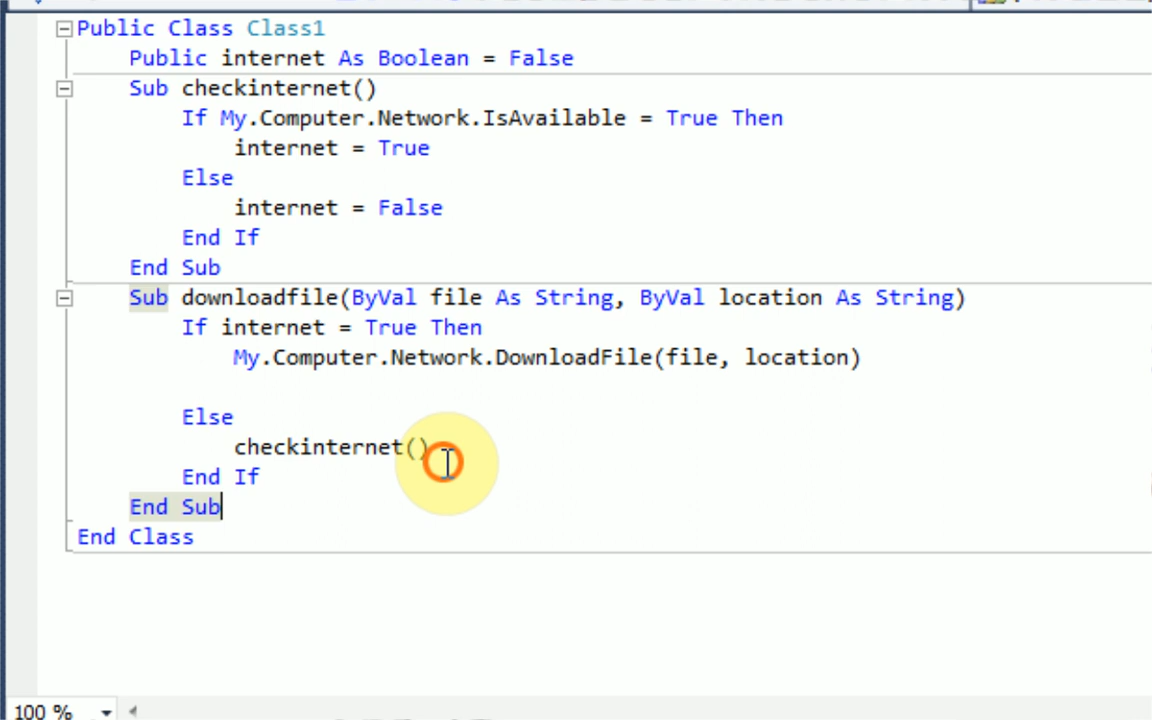 Public Class Class1
Public internet As Boolean = False
Sub checkinternet()
If My.Computer.Network.IsAvailable = True Then
internet = True
Else
internet = False
End If
End Sub
Sub downloadfile(ByVal file As String, ByVal location As String)
If internet = True Then
My.Computer.Network.DownloadFile(file, location)
Else
checkinternet()
End If
End Sub
End Class
100 %